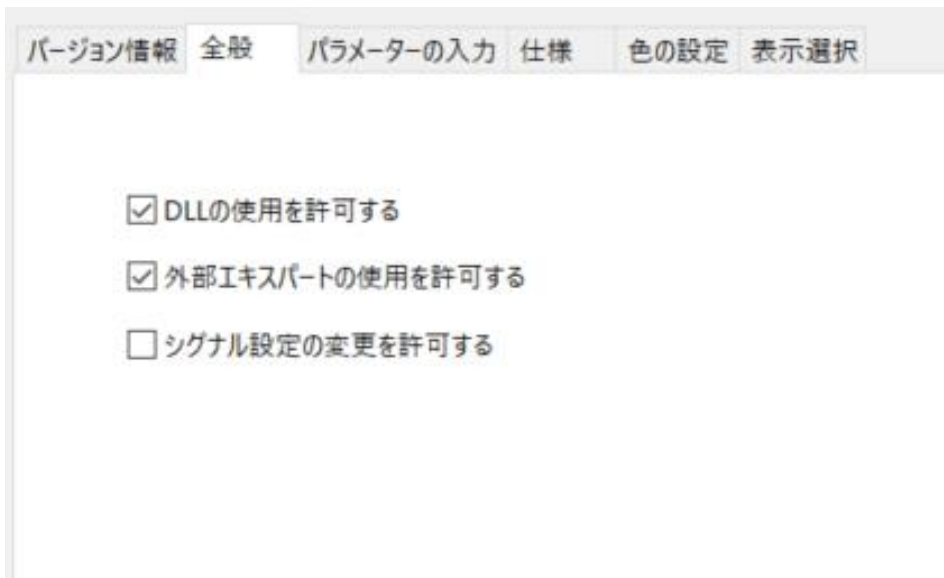 バージョン情報 全般 パラメーターの入力 仕様 色の設定 表示選択
DLLの使用を許可する
外部エキスパートの使用を許可する
シグナル設定の変更を許可する